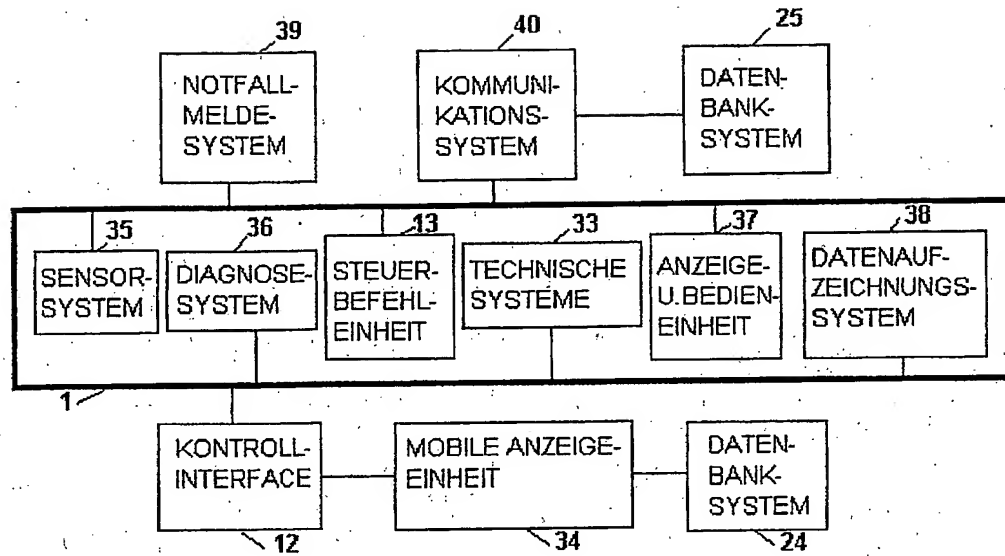 39
40
25
NOTFALL-
MELDE-
SYSTEM
KOMMUNI-
KATIONS-
SYSTEM
DATEN-
BANK-
SYSTEM
35
36
13
33
37
38
SENSOR-
SYSTEM
DIAGNOSE-
SYSTEM
STEUER-
BEFEHL-
EINHEIT
TECHNISCHE
SYSTEME
ANZEIGE-
U.BEDIEN-
EINHEIT
DATENAUF-
ZEICHNUNGS-
SYSTEM
1
KONTROLL-
INTERFACE
MOBILE ANZEIGE-
EINHEIT
DATEN-
BANK-
SYSTEM
12
34
24